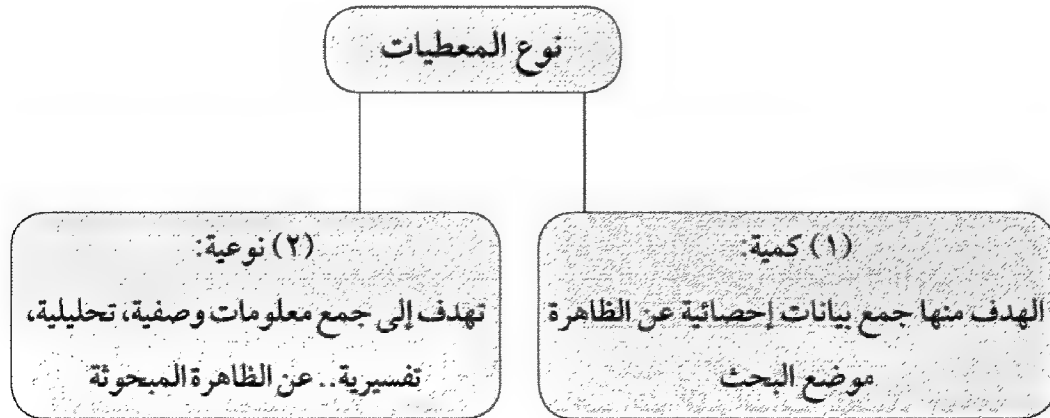 نوع المعطيات
(١) كمية:
الهدف منها جمع بيانات إحصائية عن الظاهرة
موضع البحث
(٢) نوعية:
تهدف إلى جمع معلومات وصفية، تحليلية،
تفسيرية.. عن الظاهرة المبحوثة